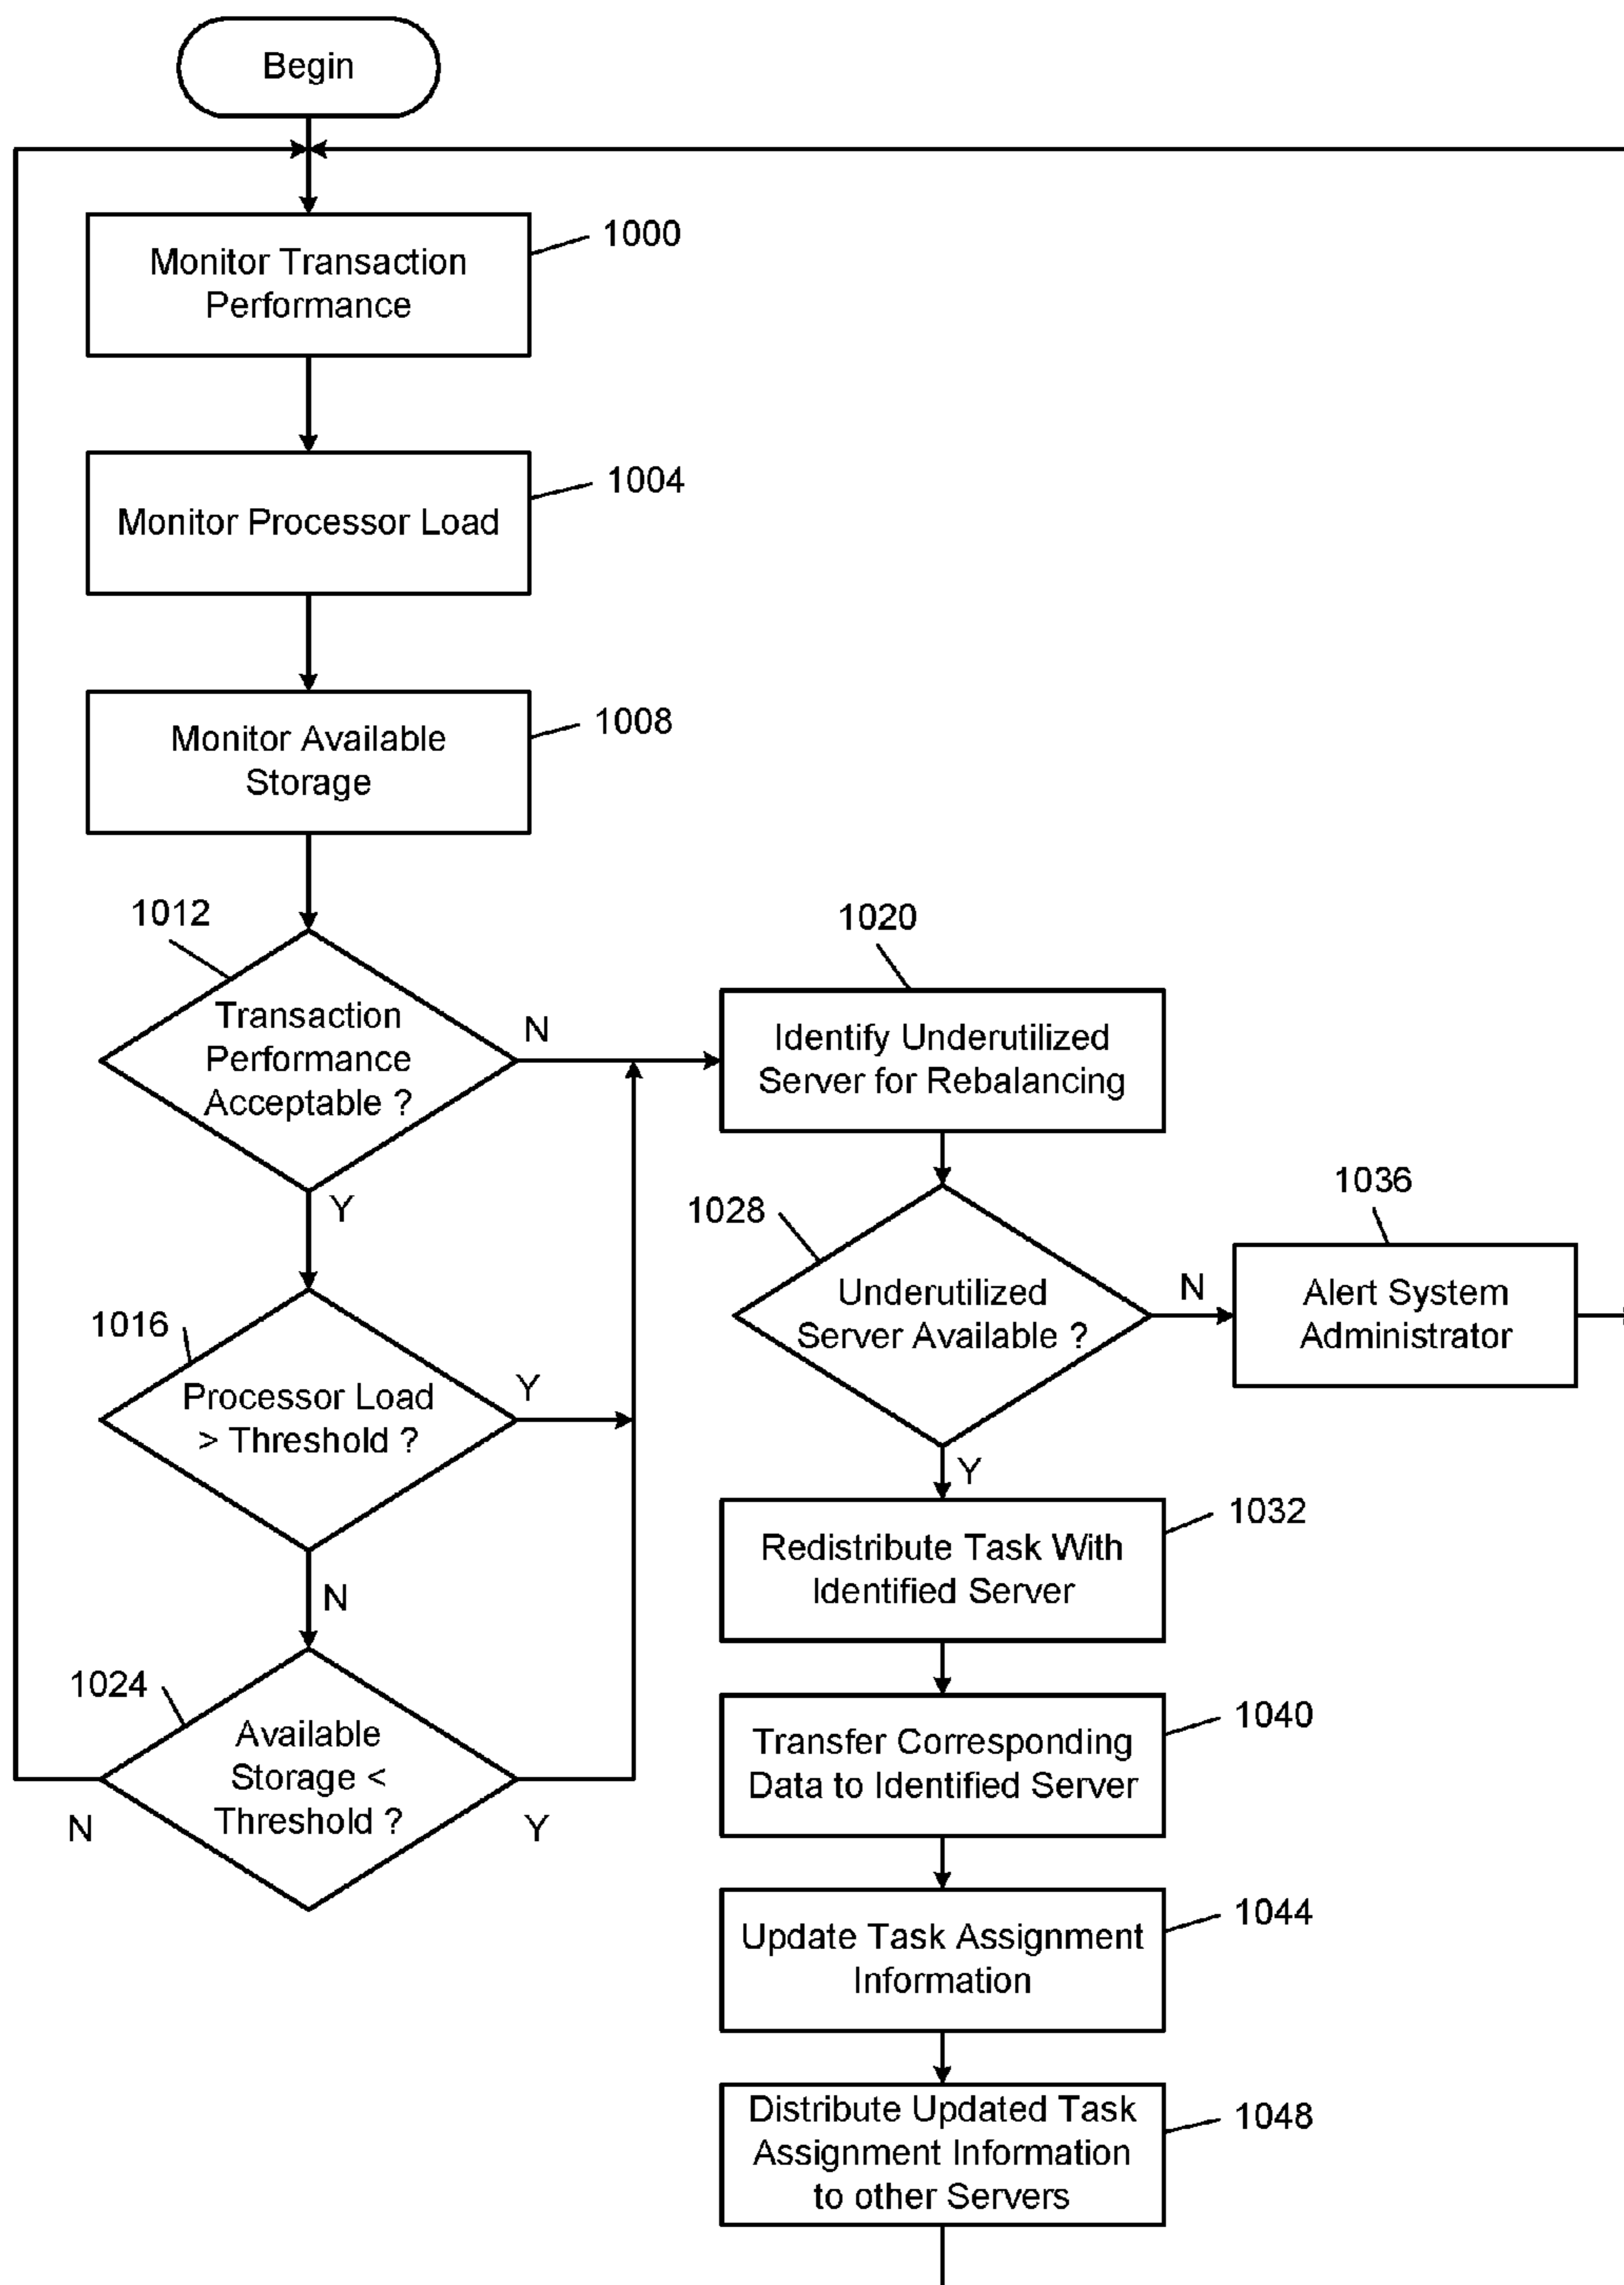 Begin
1000
Monitor Transaction
Performance
1004
Monitor Processor Load
1008
Monitor Available
Storage
1012
Transaction
Performance
Acceptable ?
N
Y
1020
Identify Underutilized
Server for Rebalancing
1016
Processor Load
> Threshold ?
Y
N
1028
Underutilized
Server Available ?
N
Y
1036
Alert System
Administrator
1024
Available
Storage <
Threshold ?
N
Y
1032
Redistribute Task With
Identified Server
1040
Transfer Corresponding
Data to Identified Server
1044
Update Task Assignment
Information
1048
Distribute Updated Task
Assignment Information
to other Servers